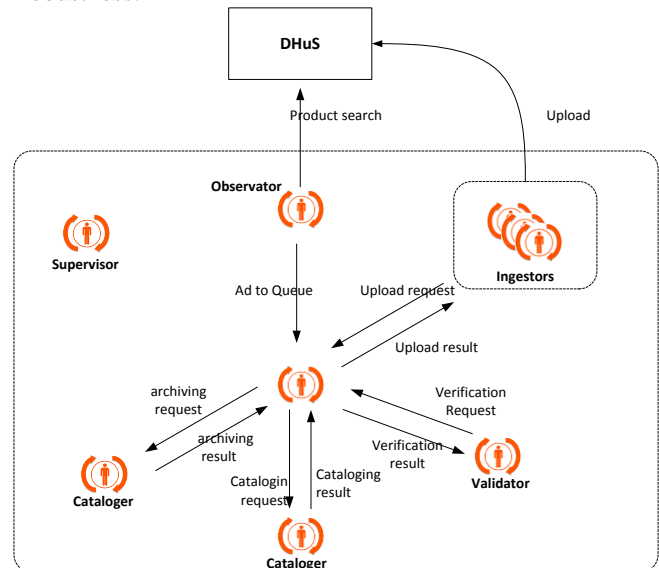 DHuS
Product search
Upload
Observator
Supervisor
Ingestors
Ad to Queue
Upload request
Upload result
archiving
request
archiving
result
Verification
Request
Verification
result
Catalogin
request
Cataloging
result
Cataloger
Validator
Cataloger